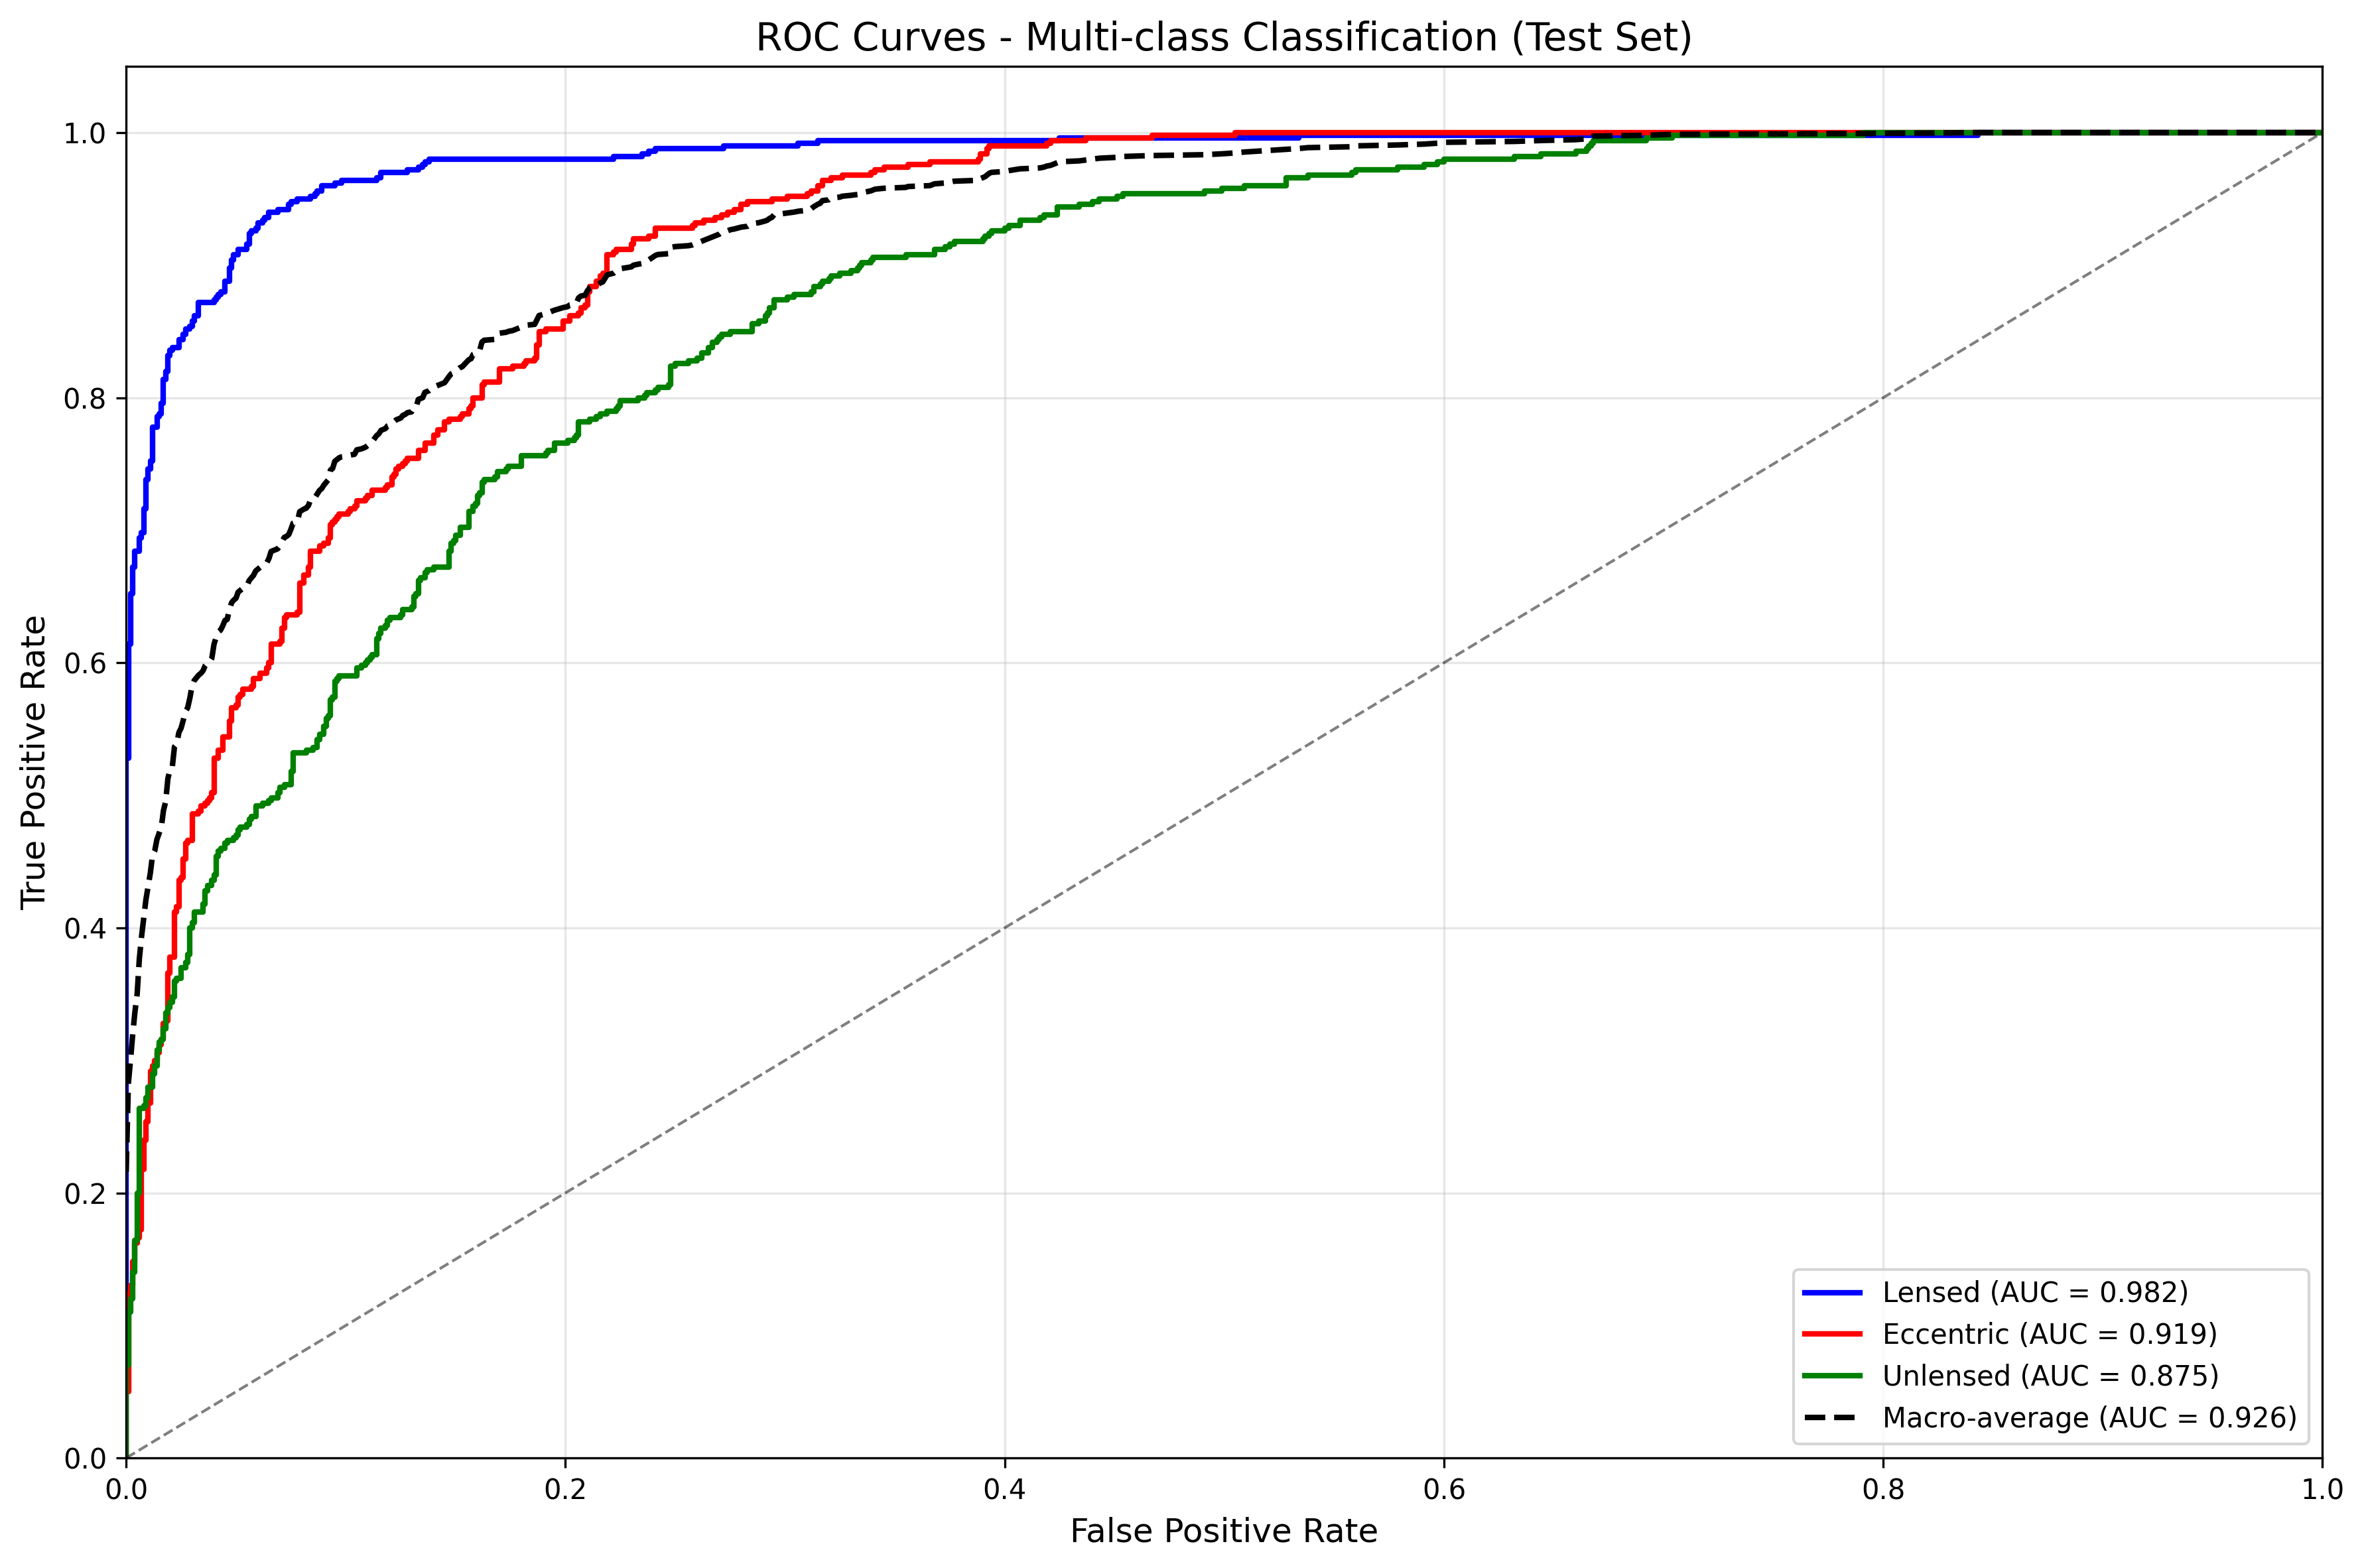 ROC Curves - Multi-class Classification (Test Set)
True Positive Rate
1.0
0.8
0.6
0.4
0.2
0.0
0.0 0.2 0.4 0.6 0.8 1.0
False Positive Rate
Lensed (AUC = 0.982)
Eccentric (AUC = 0.919)
Unlensed (AUC = 0.875)
Macro-average (AUC = 0.926)